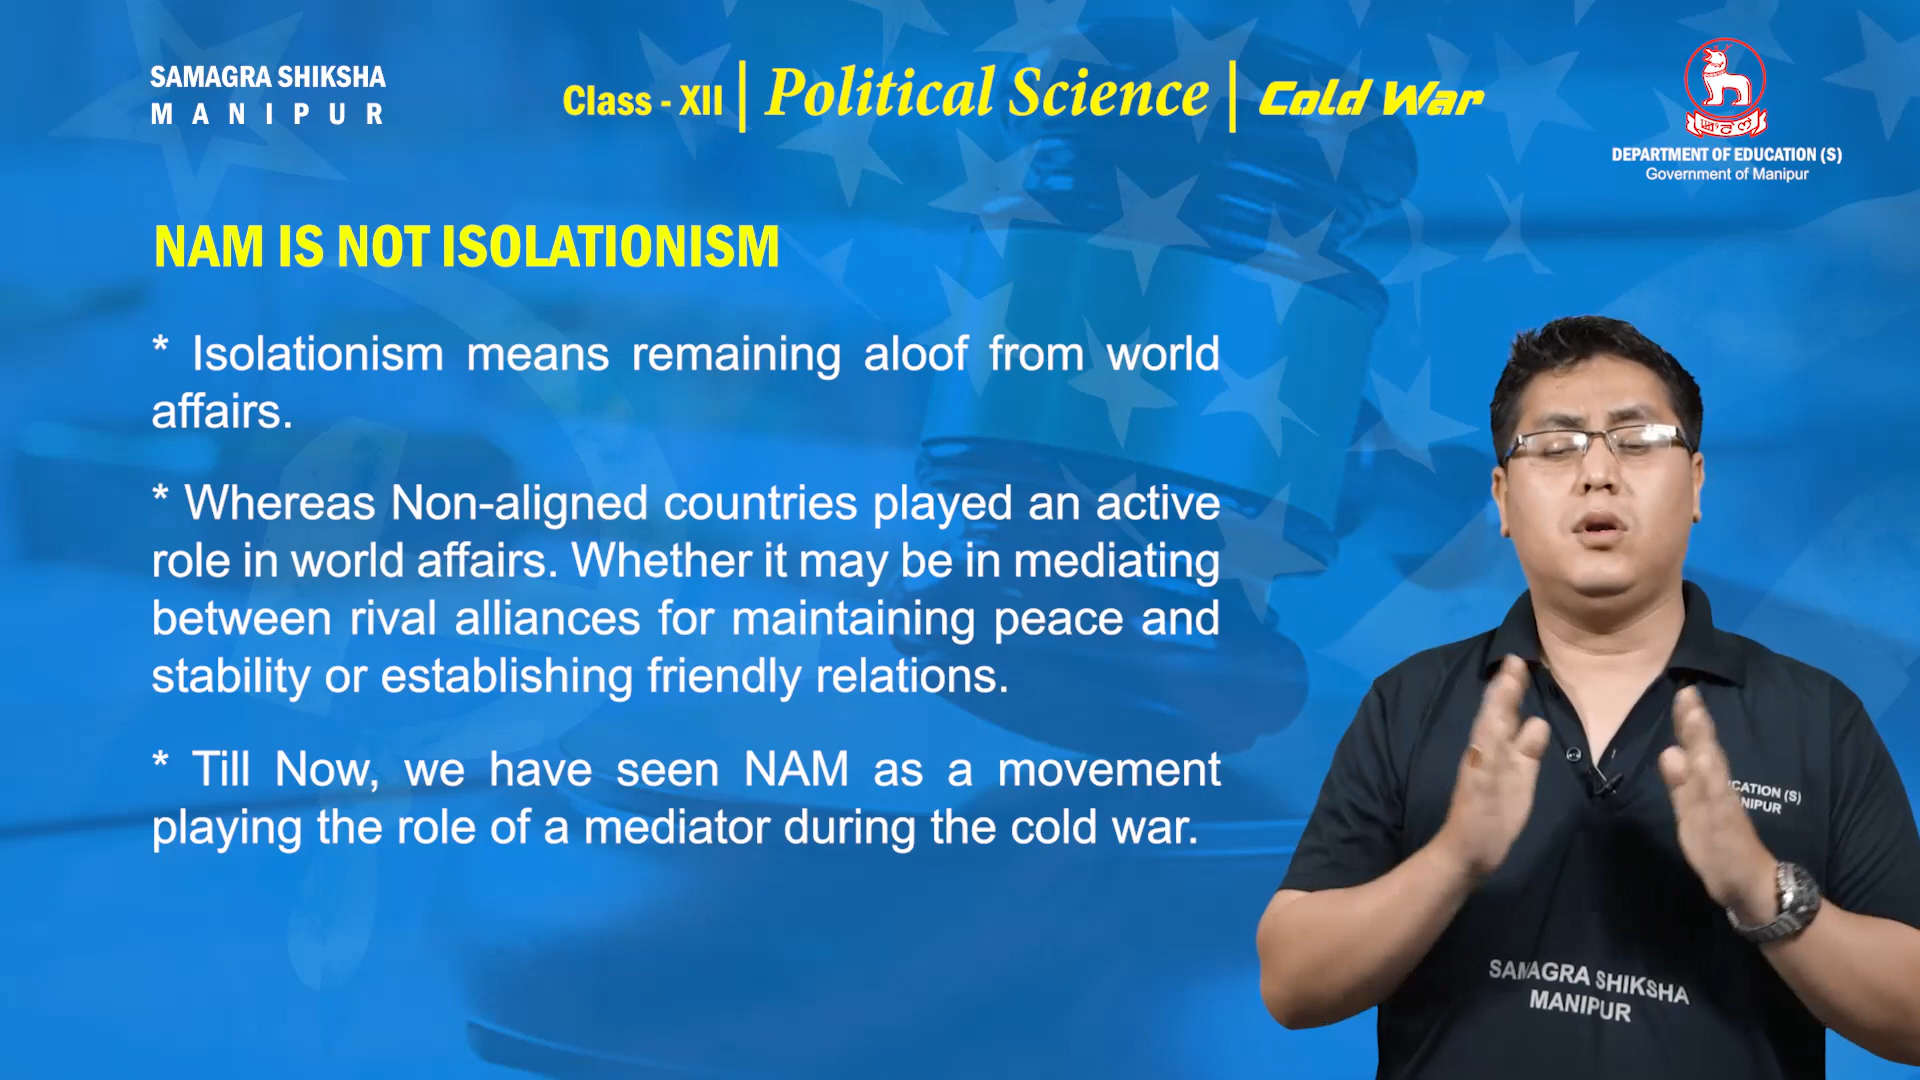 SAMAGRA SHIKSHA
MANIPUR
Class - XII | Political Science | Cold War
DEPARTMENT OF EDUCATION (S)
Government of Manipur
NAM IS NOT ISOLATIONISM
* Isolationism means remaining aloof from world
affairs.
* Whereas Non-aligned countries played an active
role in world affairs. Whether it may be in mediating
between rival alliances for maintaining peace and
stability or establishing friendly relations.
* Till Now, we have seen NAM as a movement
playing the role of a mediator during the cold war.
(S)
SAMAGRA SHIKSHA
MANIPUR